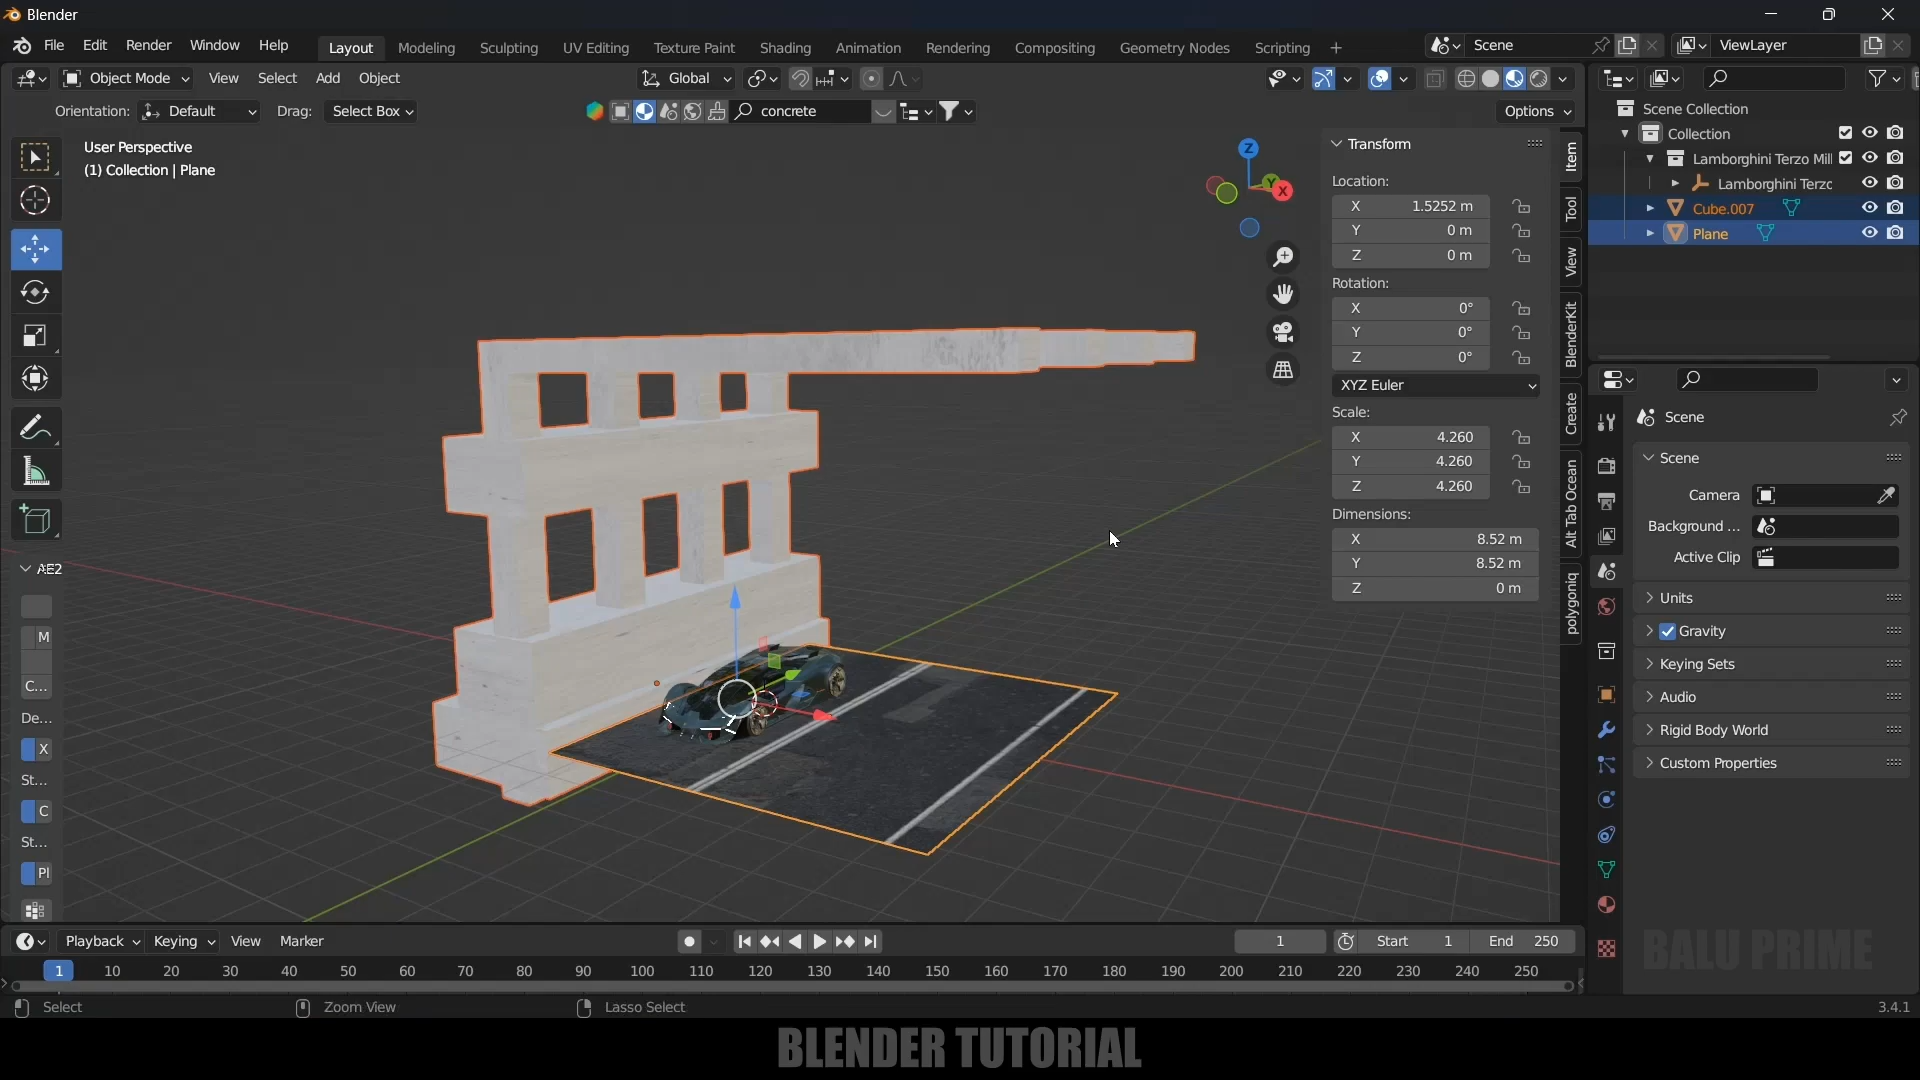 Blender
File Edit Render Window Help Layout Modeling Sculpting UV Editing Texture Paint Shading Animation Rendering Compositing Geometry Nodes Scripting + Scene ViewLayer
Object Mode View Select Add Object Global
Orientation: Default Drag: Select Box concrete Options
User Perspective
(1) Collection | Plane
Z
Y
X
Transform
Location:
X 1.5252 m
Y 0 m
Z 0 m
Rotation:
X 0°
Y 0°
Z 0°
XYZ Euler
Scale:
X 4.260
Y 4.260
Z 4.260
Dimensions:
X 8.52 m
Y 8.52 m
Z 0 m
Item
Tool
View
BlenderKit
Create
Alt Tab Ocean
polygoniq
Scene Collection
Collection
Lamborghini Terzo Mill
Lamborghini Terzo
Cube.007
Plane
Scene
Scene
Camera
Background ...
Active Clip
Units
Gravity
Keying Sets
Audio
Rigid Body World
Custom Properties
AE2
M
C...
De...
X
St...
C
St...
Pl
Playback Keying View Marker 1 Start 1 End 250
1 10 20 30 40 50 60 70 80 90 100 110 120 130 140 150 160 170 180 190 200 210 220 230 240 250
BALU PRIME
Select Zoom View Lasso Select 3.4.1
BLENDER TUTORIAL